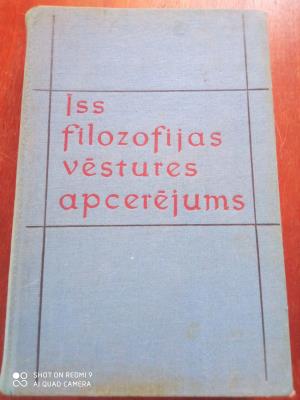 Īss
filozofijas
vēstures
apcerējums
SHOT ON REDMI 9
AI QUAD CAMERA